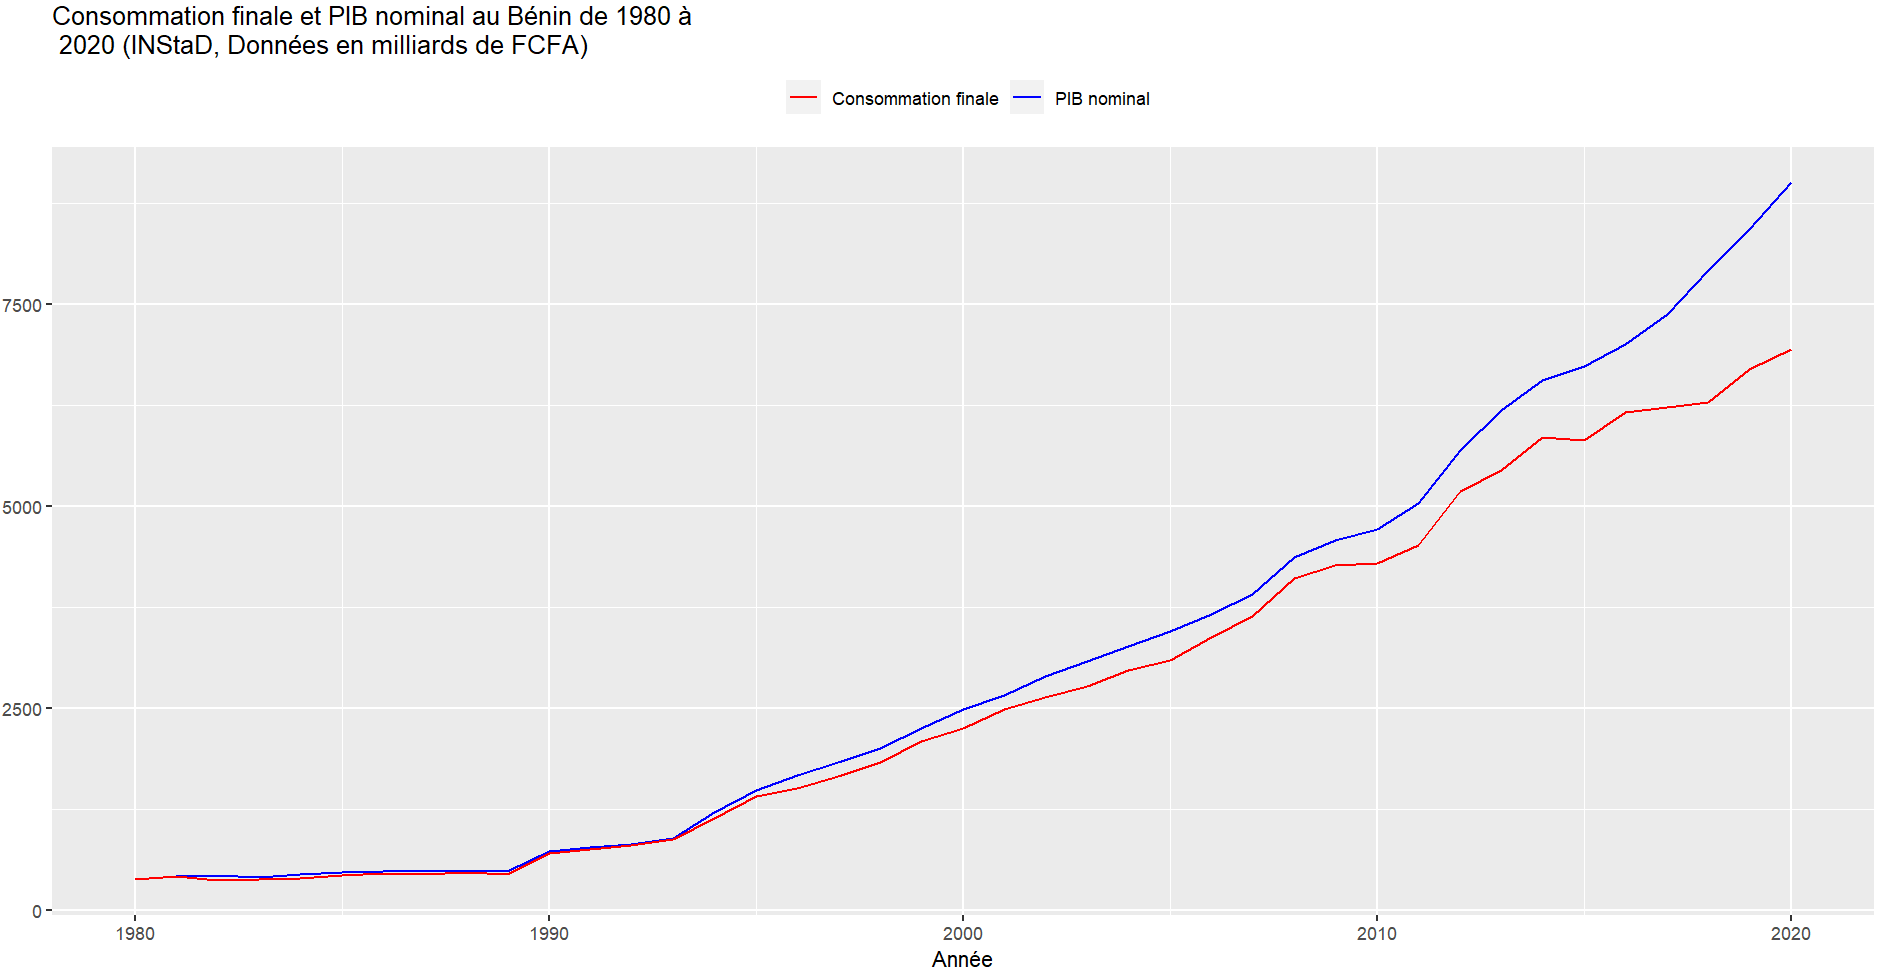 Consommation finale et PIB nominal au Bénin de 1980 à
2020 (INStaD, Données en milliards de FCFA)
Consommation finale PIB nominal
7500
5000
2500
0
1980 1990 2000 2010 2020
Année